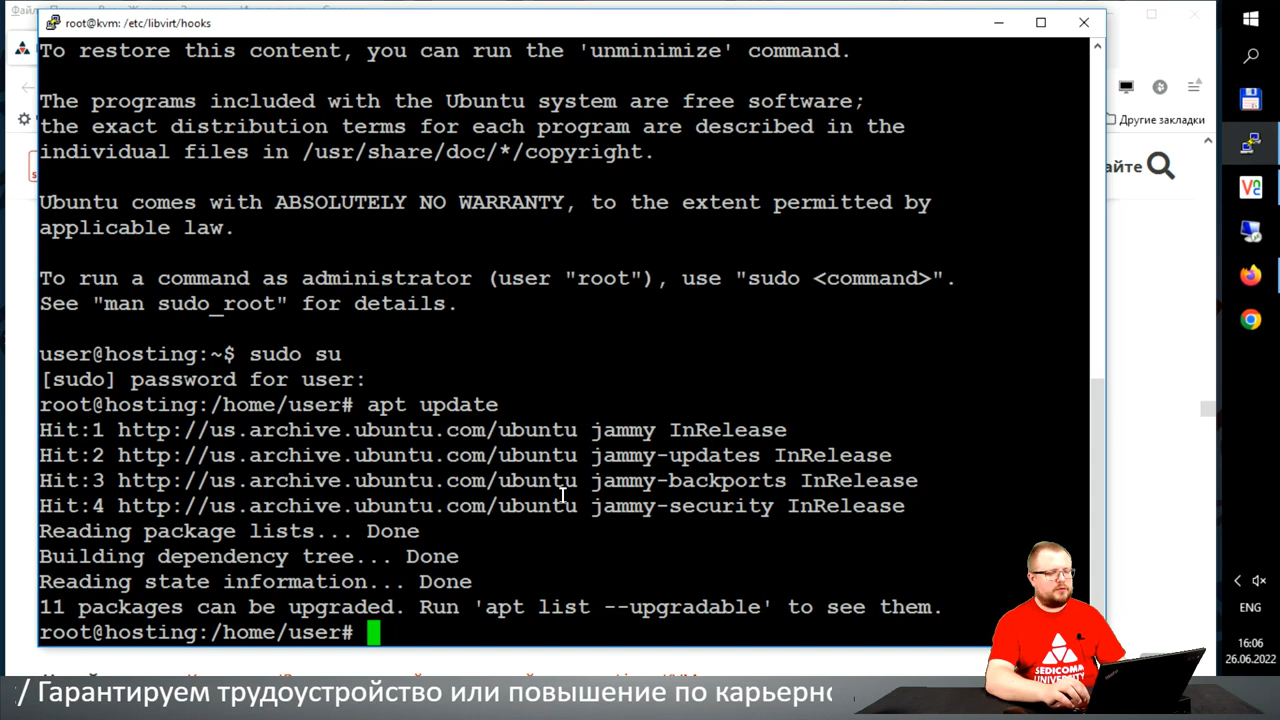 root@kvm: /etc/libvirt/hooks
To restore this content, you can run the 'unminimize' command.
The programs included with the Ubuntu system are free software;
the exact distribution terms for each program are described in the
individual files in /usr/share/doc/*/copyright.
Ubuntu comes with ABSOLUTELY NO WARRANTY, to the extent permitted by
applicable law.
To run a command as administrator (user "root"), use "sudo <command>".
See "man sudo_root" for details.
user@hosting:~$ sudo su
[sudo] password for user:
root@hosting:/home/user# apt update
Hit:1 http://us.archive.ubuntu.com/ubuntu jammy InRelease
Hit:2 http://us.archive.ubuntu.com/ubuntu jammy-updates InRelease
Hit:3 http://us.archive.ubuntu.com/ubuntu jammy-backports InRelease
Hit:4 http://us.archive.ubuntu.com/ubuntu jammy-security InRelease
Reading package lists... Done
Building dependency tree... Done
Reading state information... Done
11 packages can be upgraded. Run 'apt list --upgradable' to see them.
root@hosting:/home/user#
Другие закладки
айте
ENG
16:06
26.06.2022
SEDICOMM
UNIVERSITY
/ Гарантируем трудоустройство или повышение по карьерно